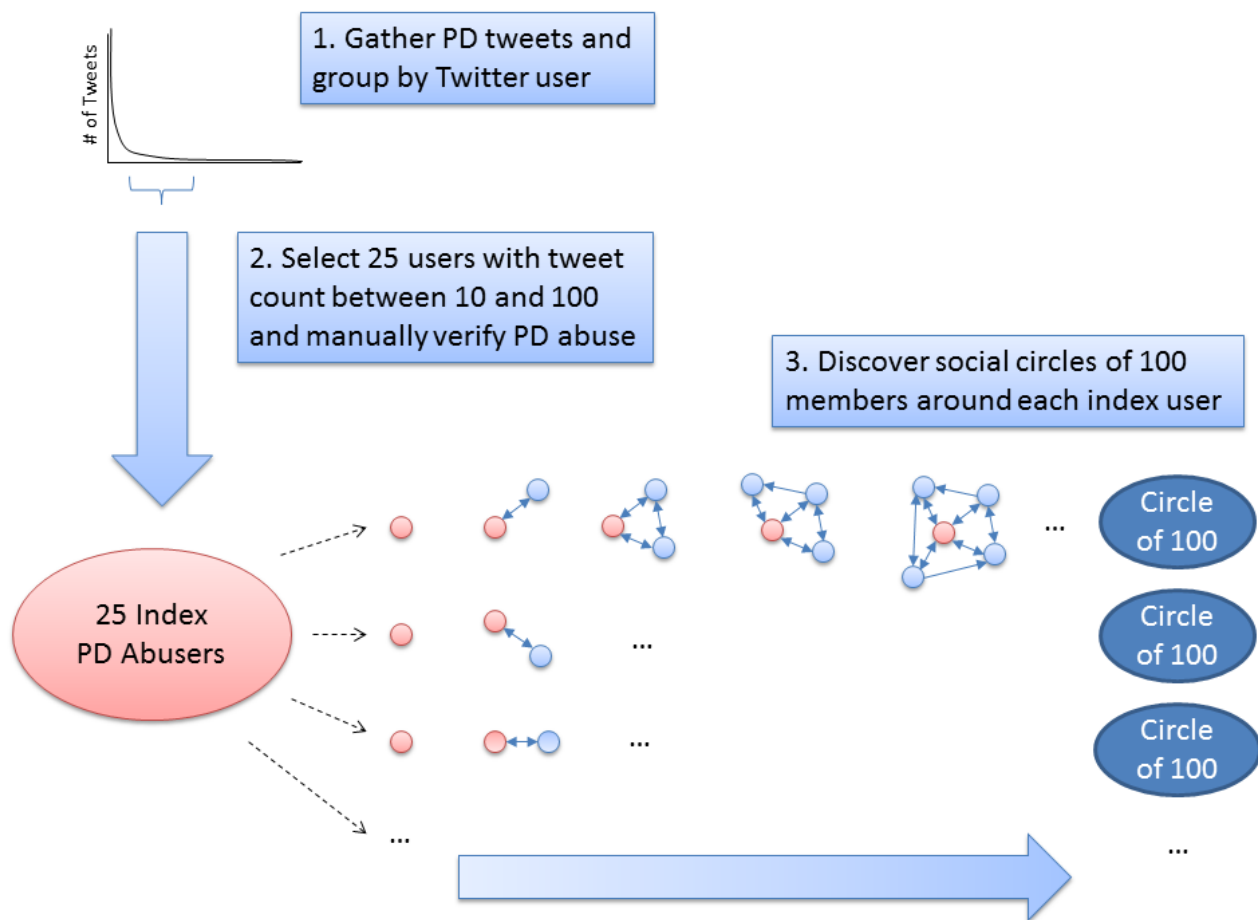 1. Gather PD tweets and
group by Twitter user
# of Tweets
2. Select 25 users with tweet
count between 10 and 100
and manually verify PD abuse
3. Discover social circles of 100
members around each index user
25 Index
PD Abusers
...
Circle
of 100
...
Circle
of 100
...
Circle
of 100
...
...